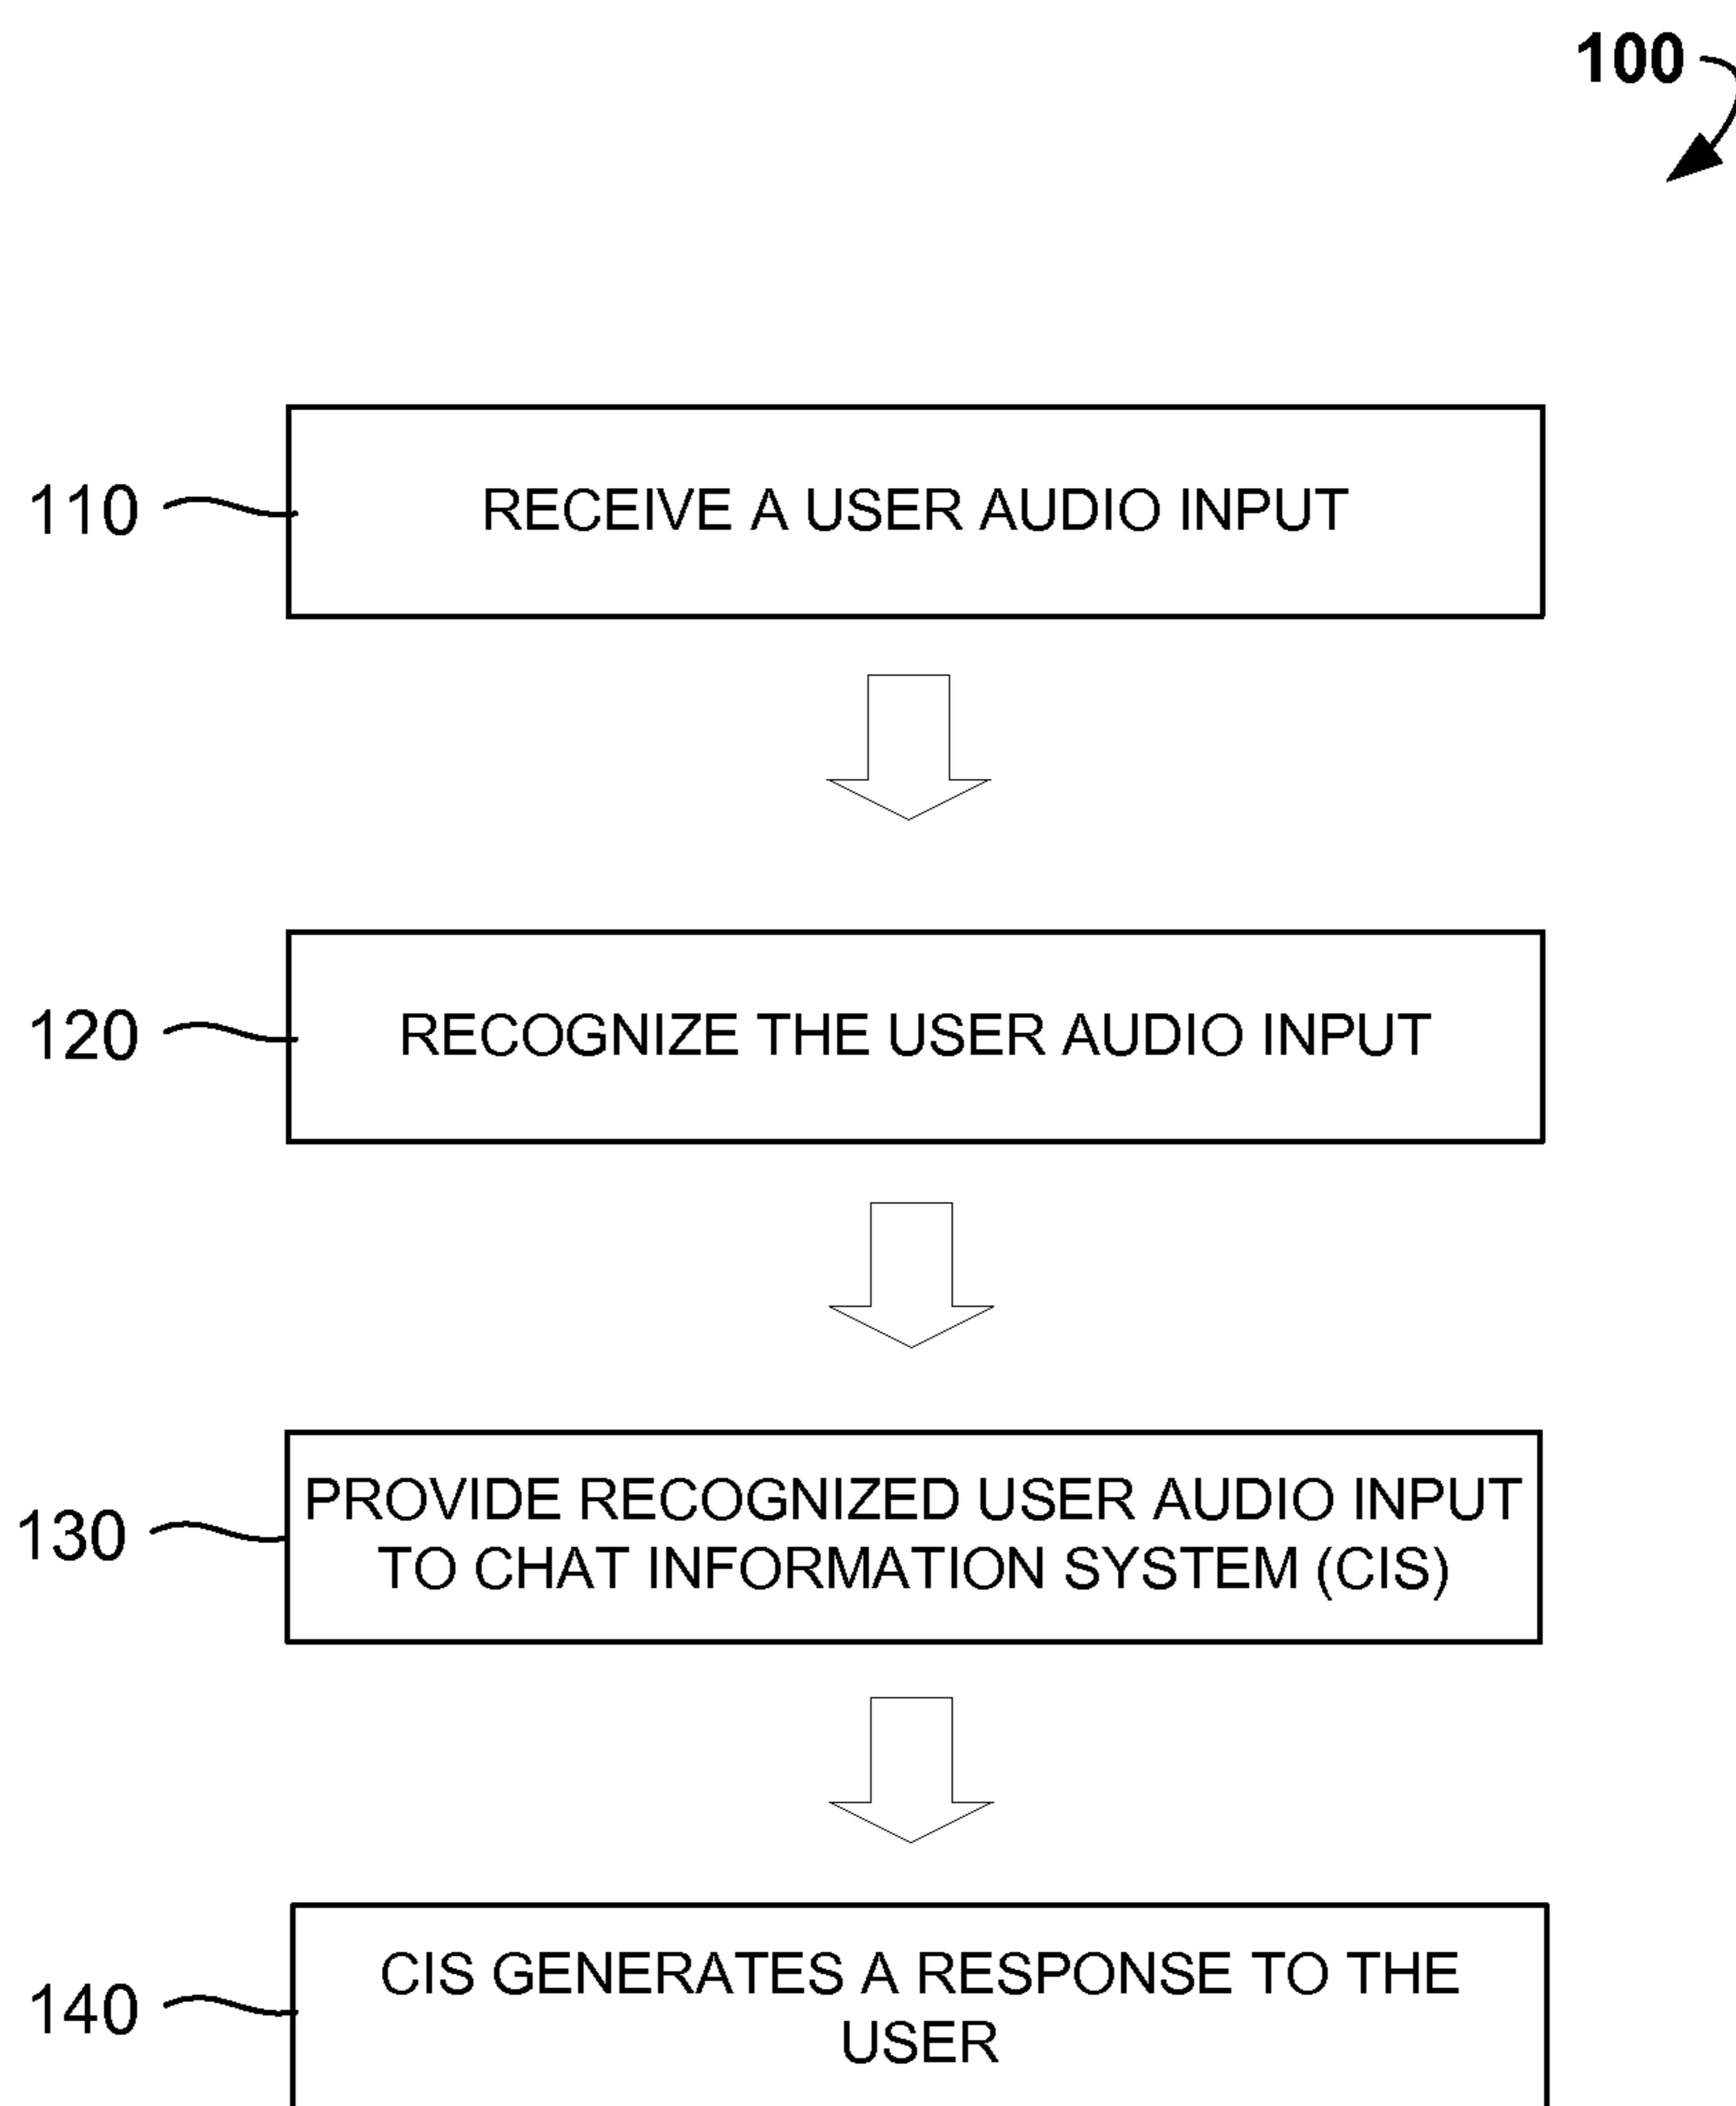 100
110
RECEIVE A USER AUDIO INPUT
120
RECOGNIZE THE USER AUDIO INPUT
130
PROVIDE RECOGNIZED USER AUDIO INPUT
TO CHAT INFORMATION SYSTEM (CIS)
140
CIS GENERATES A RESPONSE TO THE
USER